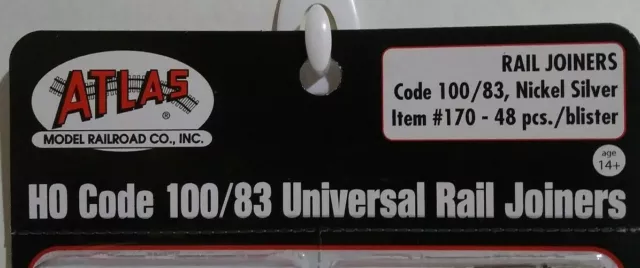 ATLAS
®
MODEL RAILROAD CO., INC.
RAIL JOINERS
Code 100/83, Nickel Silver
Item #170 - 48 pcs./blister
age
14+
HO Code 100/83 Universal Rail Joiners